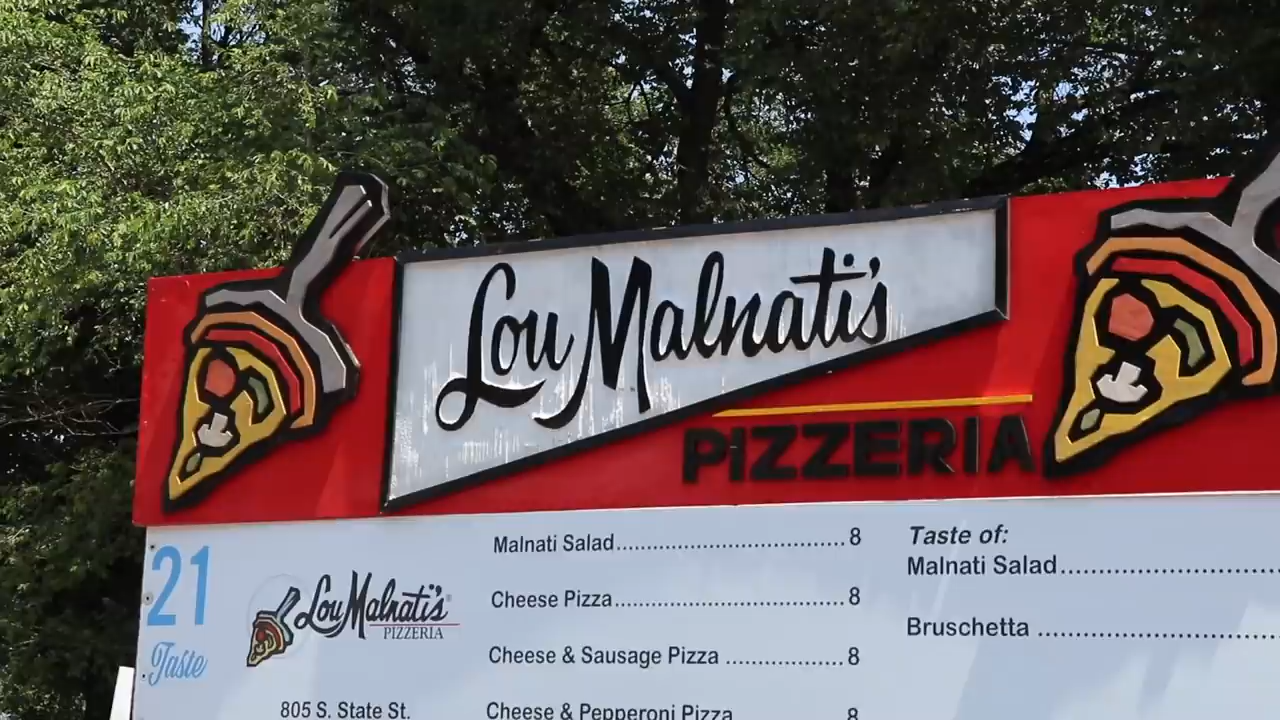 Lou Malnati's
PIZZERIA
21
Taste
Lou Malnati's®
PIZZERIA
805 S. State St.
Malnati Salad..................................8
Cheese Pizza..................................8
Cheese & Sausage Pizza .................8
Cheese & Pepperoni Pizza 8
Taste of:
Malnati Salad................................
Bruschetta ...................................